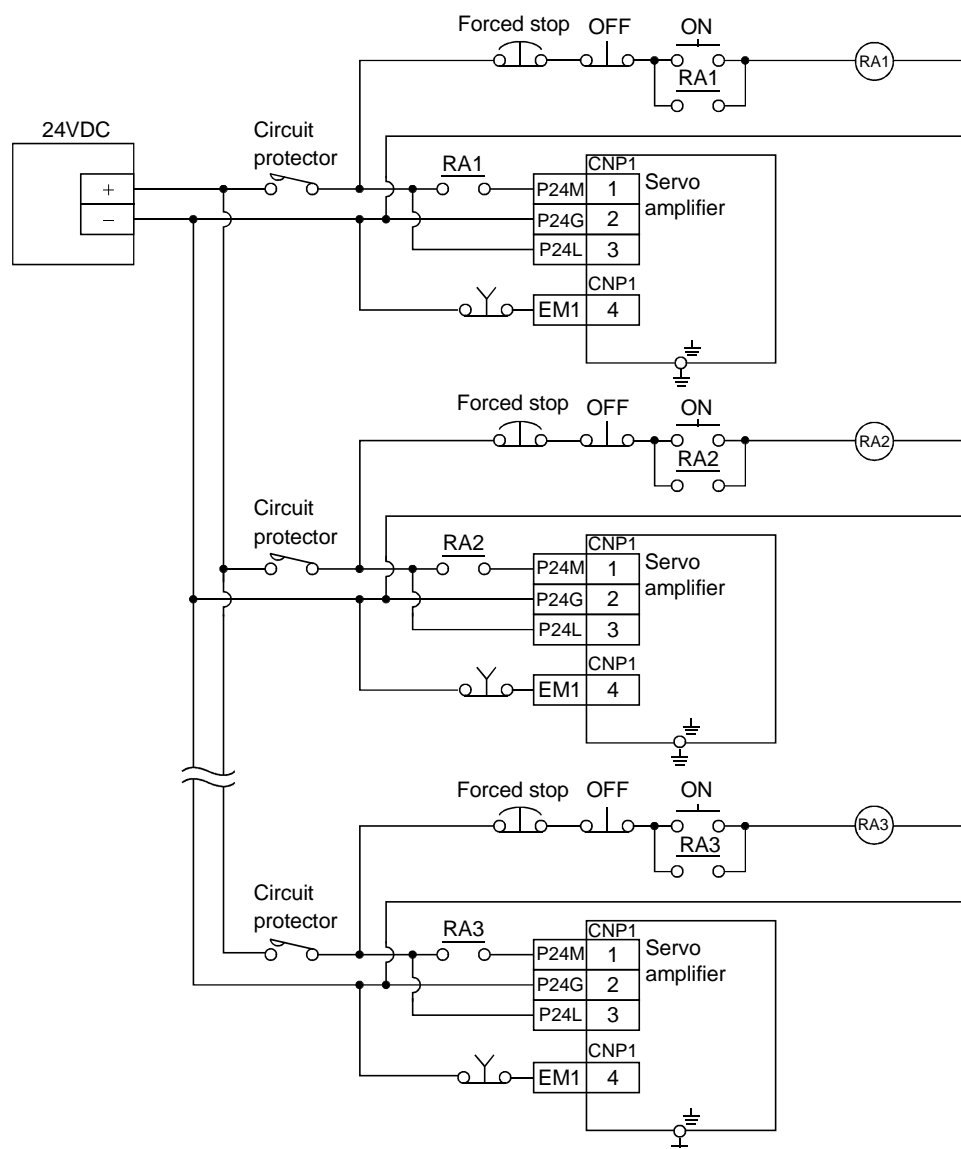 Forced stop OFF ON
RA1
RA1
24VDC
Circuit
protector
+
−
RA1
CNP1
P24M 1
Servo
amplifier
P24G 2
P24L 3
CNP1
EM1 4
Forced stop OFF ON
RA2
RA2
Circuit
protector
RA2
CNP1
P24M 1
Servo
amplifier
P24G 2
P24L 3
CNP1
EM1 4
Forced stop OFF ON
RA3
RA3
Circuit
protector
RA3
CNP1
P24M 1
Servo
amplifier
P24G 2
P24L 3
CNP1
EM1 4